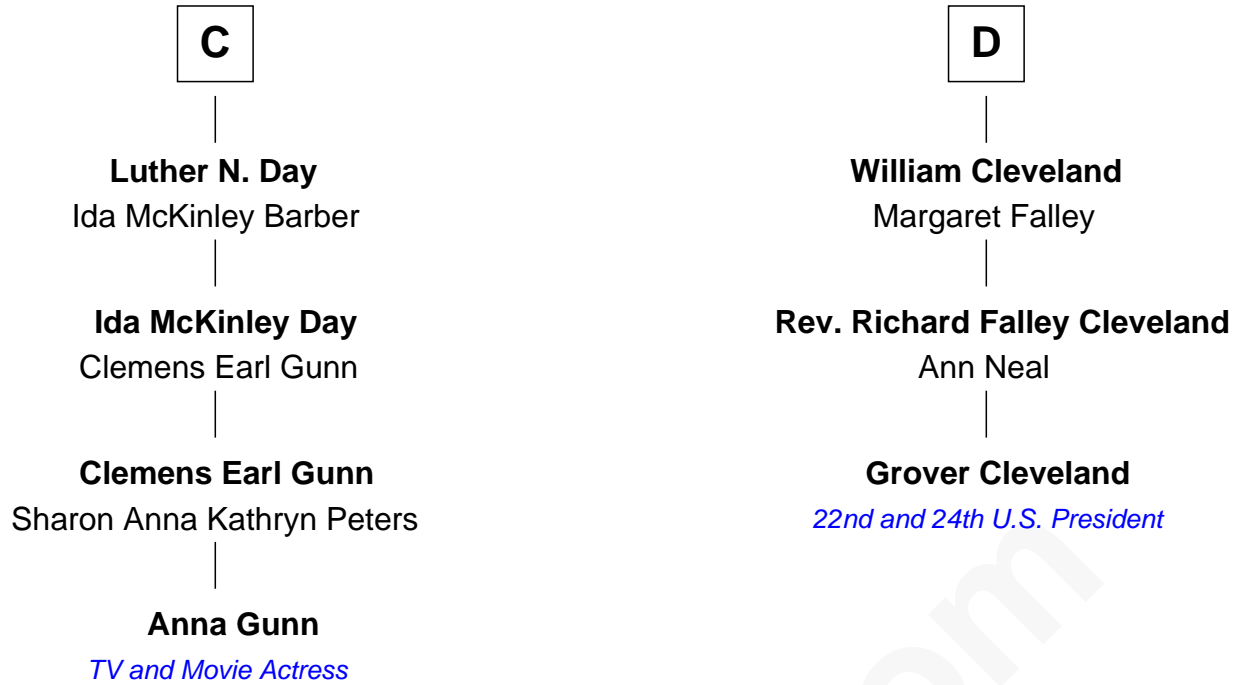 C
Luther N. Day
Ida McKinley Barber
Ida McKinley Day
Clemens Earl Gunn
Clemens Earl Gunn
Sharon Anna Kathryn Peters
Anna Gunn
TV and Movie Actress
D
William Cleveland
Margaret Falley
Rev. Richard Falley Cleveland
Ann Neal
Grover Cleveland
22nd and 24th U.S. President
om